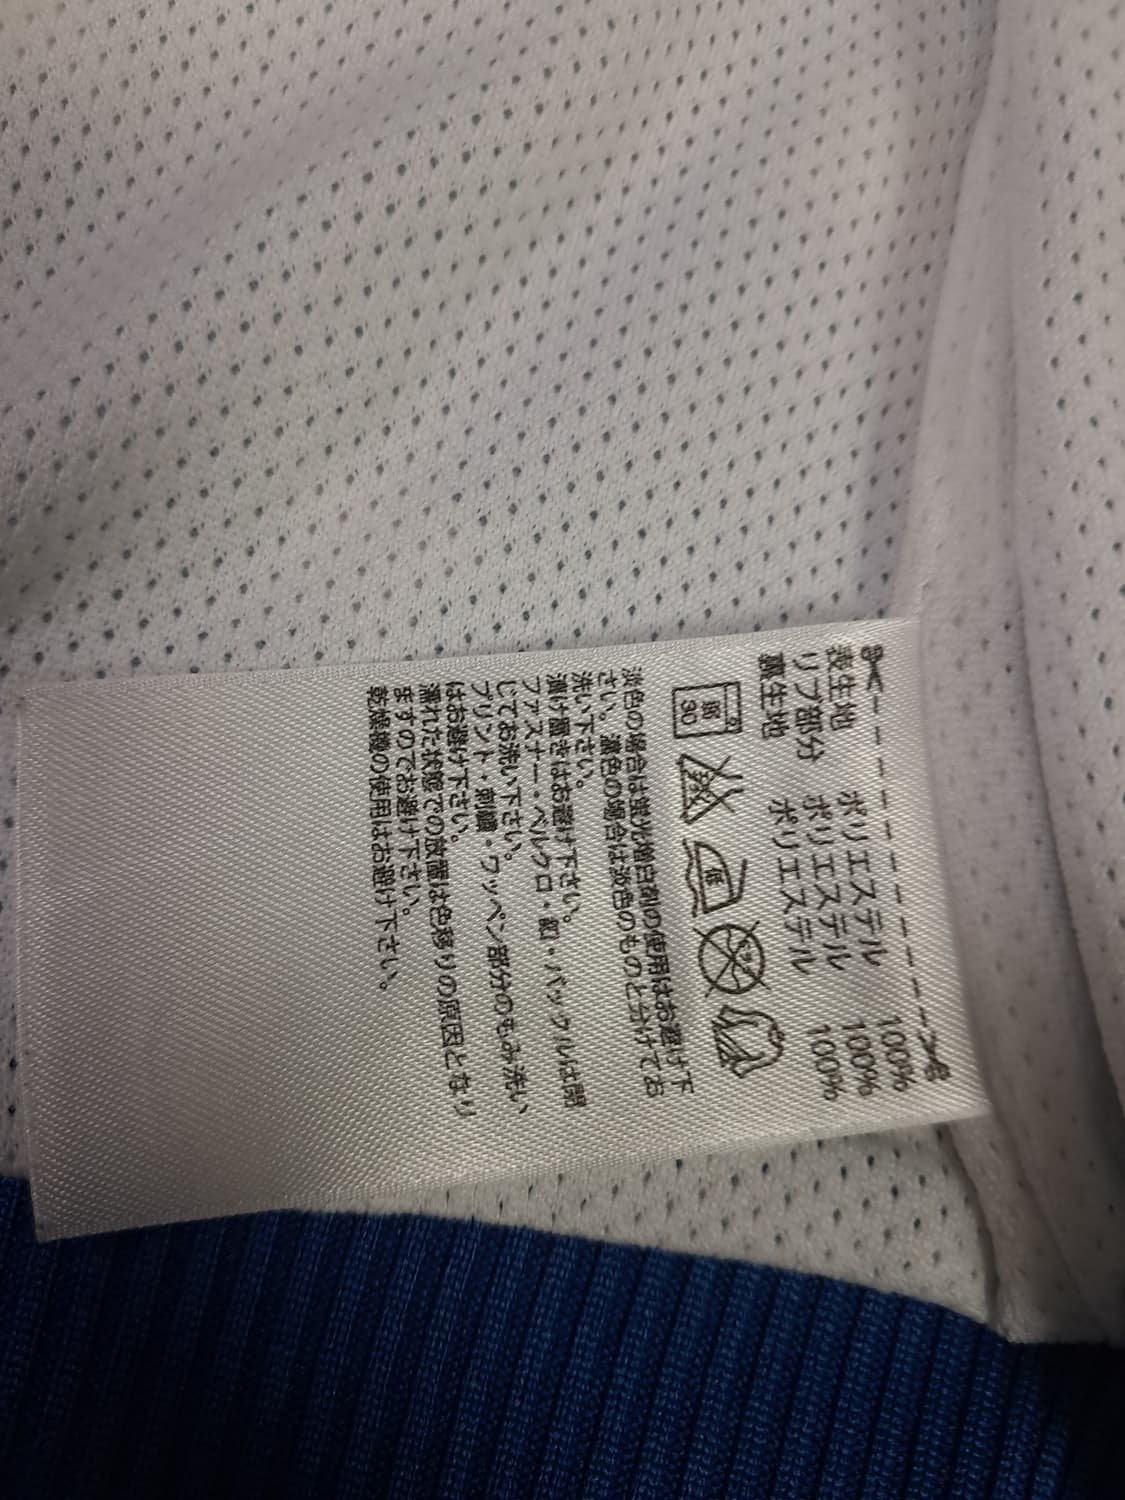 表生地 ポリエステル 100%
リブ部分 ポリエステル 100%
裏生地 ポリエステル 100%
弱 30
低
淡色の場合は蛍光増白剤の使用はお避け下
さい。濃色の場合は淡色のものと分けてお
洗い下さい。
漬け置きはお避け下さい。
ファスナー・ベルクロ・釦・バックルは閉
じてお洗い下さい。
プリント・刺繍・ワッペン部分のもみ洗い
はお避け下さい。
濡れた状態での放置は色移りの原因となり
ますのでお避け下さい。
乾燥機の使用はお避け下さい。